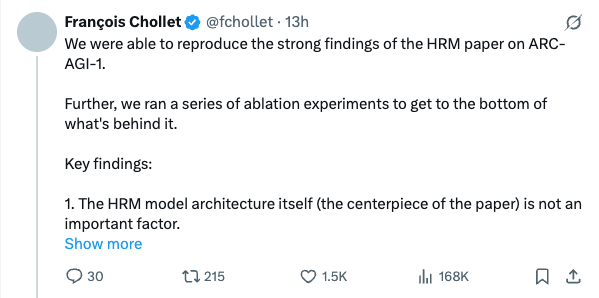 François Chollet @fchollet · 13h
We were able to reproduce the strong findings of the HRM paper on ARC-
AGI-1.
Further, we ran a series of ablation experiments to get to the bottom of
what's behind it.
Key findings:
1. The HRM model architecture itself (the centerpiece of the paper) is not an
important factor.
Show more
30 215 1.5K 168K